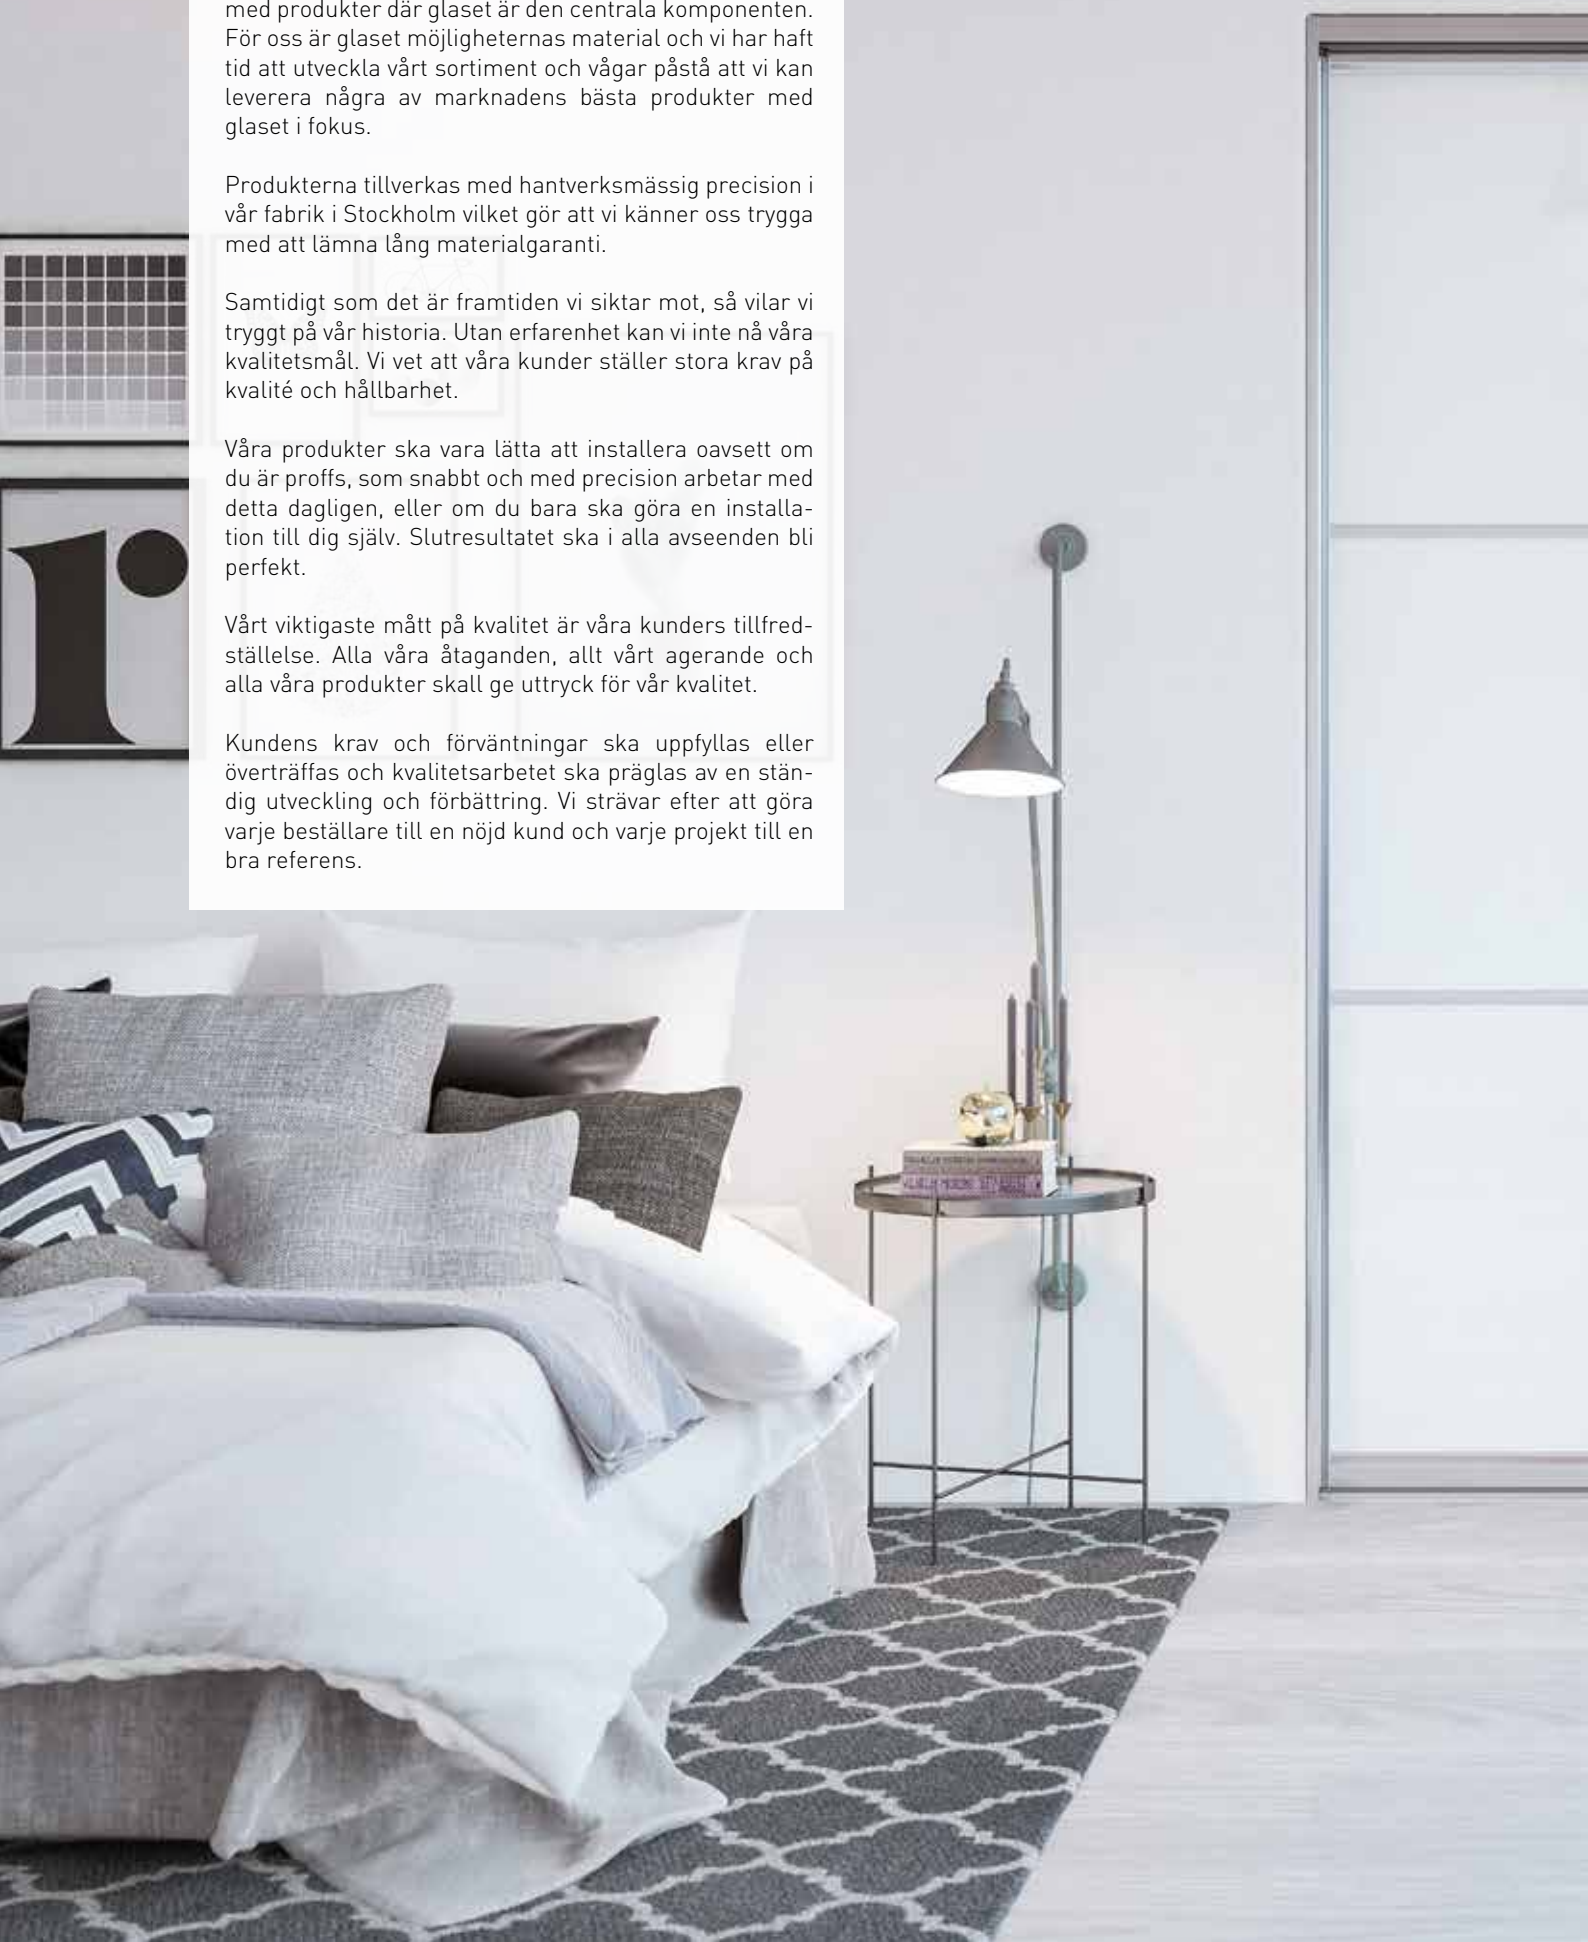 med produkter där glaset är den centrala komponenten.
För oss är glaset möjligheternas material och vi har haft
tid att utveckla vårt sortiment och vågar påstå att vi kan
leverera några av marknadens bästa produkter med
glaset i fokus.
Produkterna tillverkas med hantverksmässig precision i
vår fabrik i Stockholm vilket gör att vi känner oss trygga
med att lämna lång materialgaranti.
Samtidigt som det är framtiden vi siktar mot, så vilar vi
tryggt på vår historia. Utan erfarenhet kan vi inte nå våra
kvalitetsmål. Vi vet att våra kunder ställer stora krav på
kvalité och hållbarhet.
Våra produkter ska vara lätta att installera oavsett om
du är proffs, som snabbt och med precision arbetar med
detta dagligen, eller om du bara ska göra en installa-
tion till dig själv. Slutresultatet ska i alla avseenden bli
perfekt.
Vårt viktigaste mått på kvalitet är våra kunders tillfred-
ställelse. Alla våra åtaganden, allt vårt agerande och
alla våra produkter skall ge uttryck för vår kvalitet.
Kundens krav och förväntningar ska uppfyllas eller
överträffas och kvalitetsarbetet ska präglas av en stän-
dig utveckling och förbättring. Vi strävar efter att göra
varje beställare till en nöjd kund och varje projekt till en
bra referens.
r